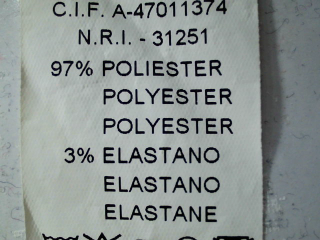 C.I.F. A-47011374
N.R.I. - 31251
97% POLIESTER
POLYESTER
POLYESTER
3% ELASTANO
ELASTANO
ELASTANE